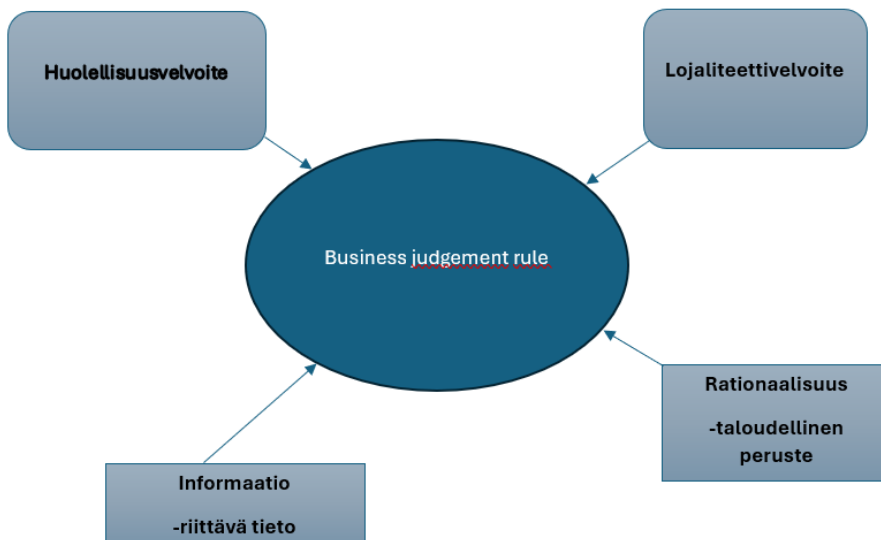 Huolellisuusvelvoite
Lojaliteettivelvoite
Business judgement rule
Rationaalisuus
-taloudellinen
peruste
Informaatio
-riittävä tieto